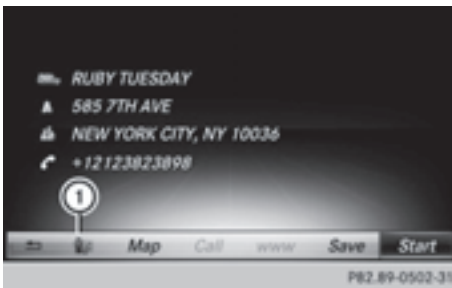 RUBY TUESDAY
585 7TH AVE
NEW YORK CITY, NY 10036
+12123823898
1
Map Call www Save Start
P82.89-0502-31